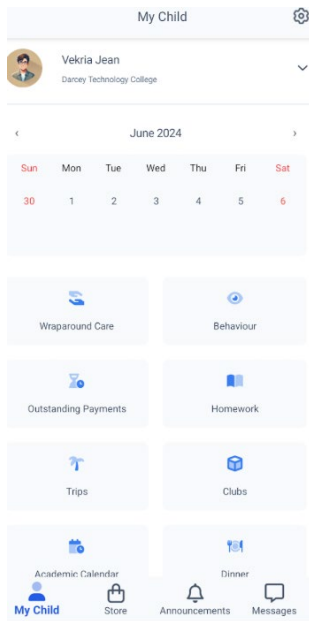 My Child
Vekria Jean
Darcey Technology College
‹ June 2024 ›
Sun Mon Tue Wed Thu Fri Sat
30 1 2 3 4 5 6
Wraparound Care Behaviour
Outstanding Payments Homework
Trips Clubs
Academic Calendar Dinner
My Child Store Announcements Messages